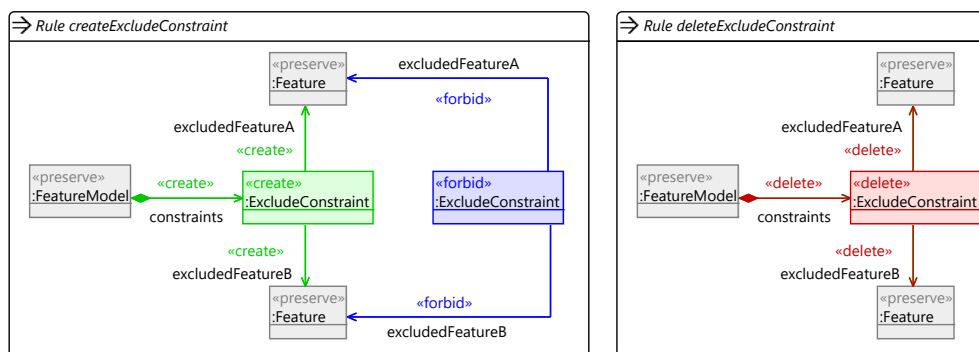 Rule createExcludeConstraint
«preserve»
:Feature
excludedFeatureA
«forbid»
excludedFeatureA
«create»
«preserve»
:FeatureModel
«create»
constraints
«create»
:ExcludeConstraint
«forbid»
:ExcludeConstraint
«create»
excludedFeatureB
«preserve»
:Feature
«forbid»
excludedFeatureB
Rule deleteExcludeConstraint
«preserve»
:Feature
excludedFeatureA
«delete»
«preserve»
:FeatureModel
«delete»
constraints
«delete»
:ExcludeConstraint
«delete»
excludedFeatureB
«preserve»
:Feature